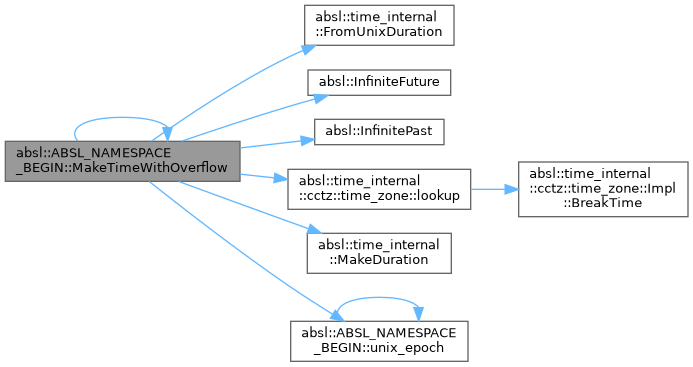 absl::time_internal
::FromUnixDuration
absl::InfiniteFuture
absl::InfinitePast
absl::ABSL_NAMESPACE
_BEGIN::MakeTimeWithOverflow
absl::time_internal
::cctz::time_zone::lookup
absl::time_internal
::cctz::time_zone::Impl
::BreakTime
absl::time_internal
::MakeDuration
absl::ABSL_NAMESPACE
_BEGIN::unix_epoch